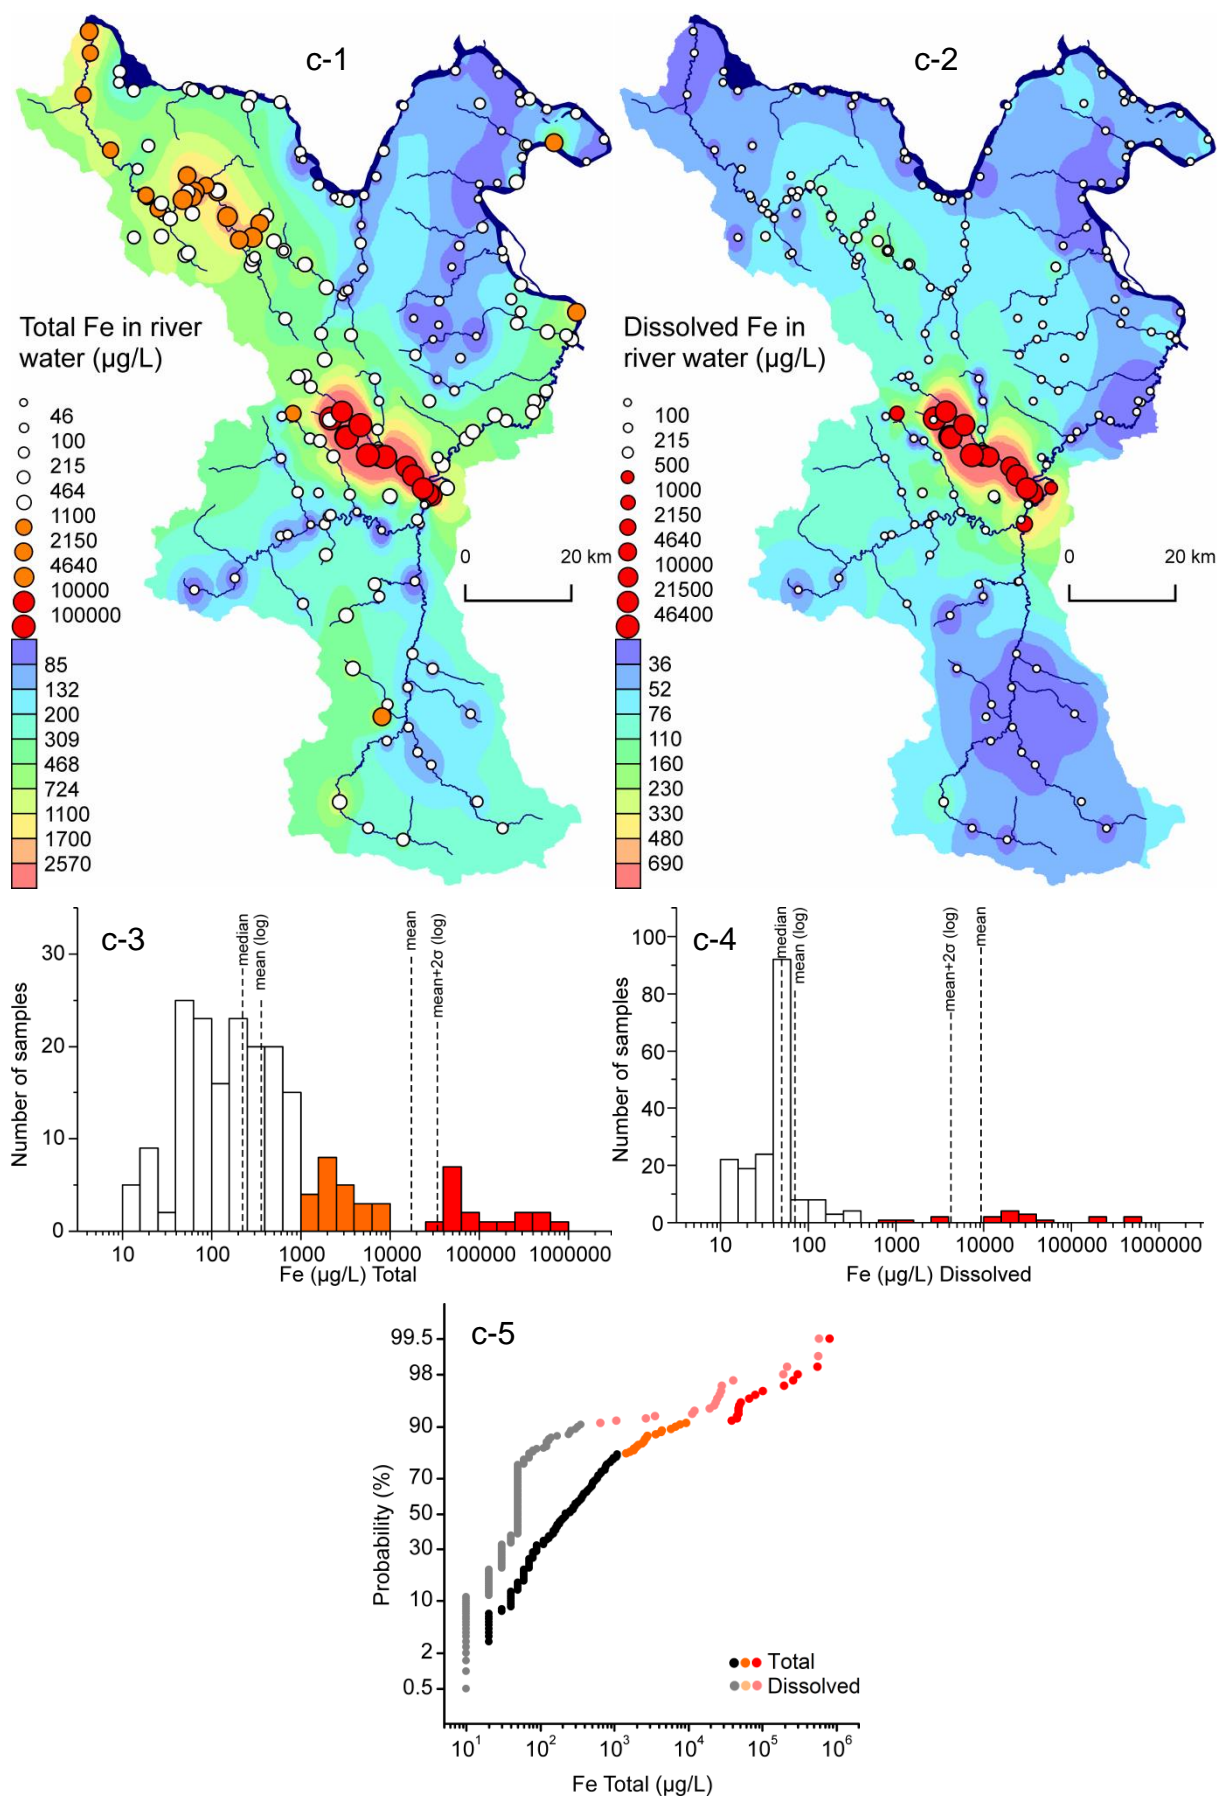 c-1
c-2
Total Fe in river
water (µg/L)
46
100
215
464
1100
2150
4640
10000
100000
85
132
200
309
468
724
1100
1700
2570
0 20 km
Dissolved Fe in
river water (µg/L)
100
215
500
1000
2150
4640
10000
21500
46400
36
52
76
110
160
230
330
480
690
0 20 km
c-3
median
mean (log)
mean
mean+2σ (log)
Number of samples
30
20
10
0
10 100 1000 10000 100000 1000000
Fe (µg/L) Total
c-4
median
mean (log)
mean+2σ (log)
mean
Number of samples
100
80
60
40
20
0
10 100 1000 10000 100000 1000000
Fe (µg/L) Dissolved
c-5
Probability (%)
99.5
98
90
70
50
30
10
2
0.5
Total
Dissolved
10¹ 10² 10³ 10⁴ 10⁵ 10⁶
Fe Total (µg/L)